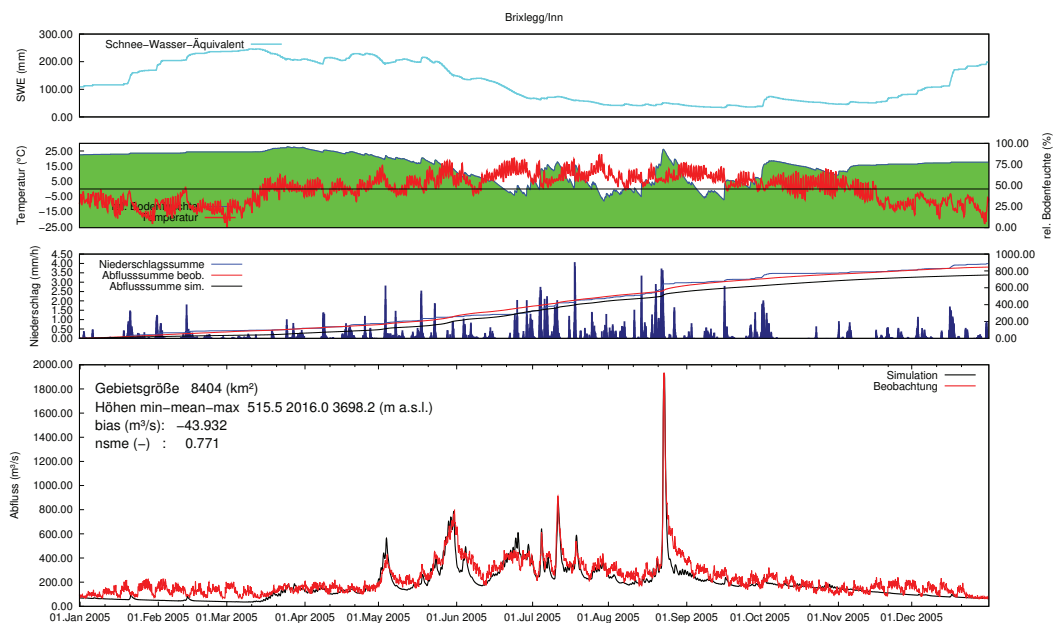 Brixlegg/Inn
300.00
200.00
100.00
0.00
SWE (mm)
Schnee−Wasser−Äquivalent
25.00
15.00
5.00
−5.00
−15.00
−25.00
Temperatur (°C)
100.00
75.00
50.00
25.00
0.00
rel. Bodenfeuchte (%)
Temperatur
4.50
4.00
3.50
3.00
2.50
2.00
1.50
1.00
0.50
0.00
Niederschlag (mm/h)
Niederschlagssumme
Abflusssumme beob.
Abflusssumme sim.
1000.00
800.00
600.00
400.00
200.00
0.00
2000.00
1800.00
1600.00
1400.00
1200.00
1000.00
800.00
600.00
400.00
200.00
0.00
Abfluss (m³/s)
Gebietsgröße 8404 (km²)
Höhen min−mean−max 515.5 2016.0 3698.2 (m a.s.l.)
bias (m³/s): −43.932
nsme (−) : 0.771
Simulation
Beobachtung
01.Jan 2005 01.Feb 2005 01.Mar 2005 01.Apr 2005 01.May 2005 01.Jun 2005 01.Jul 2005 01.Aug 2005 01.Sep 2005 01.Oct 2005 01.Nov 2005 01.Dec 2005